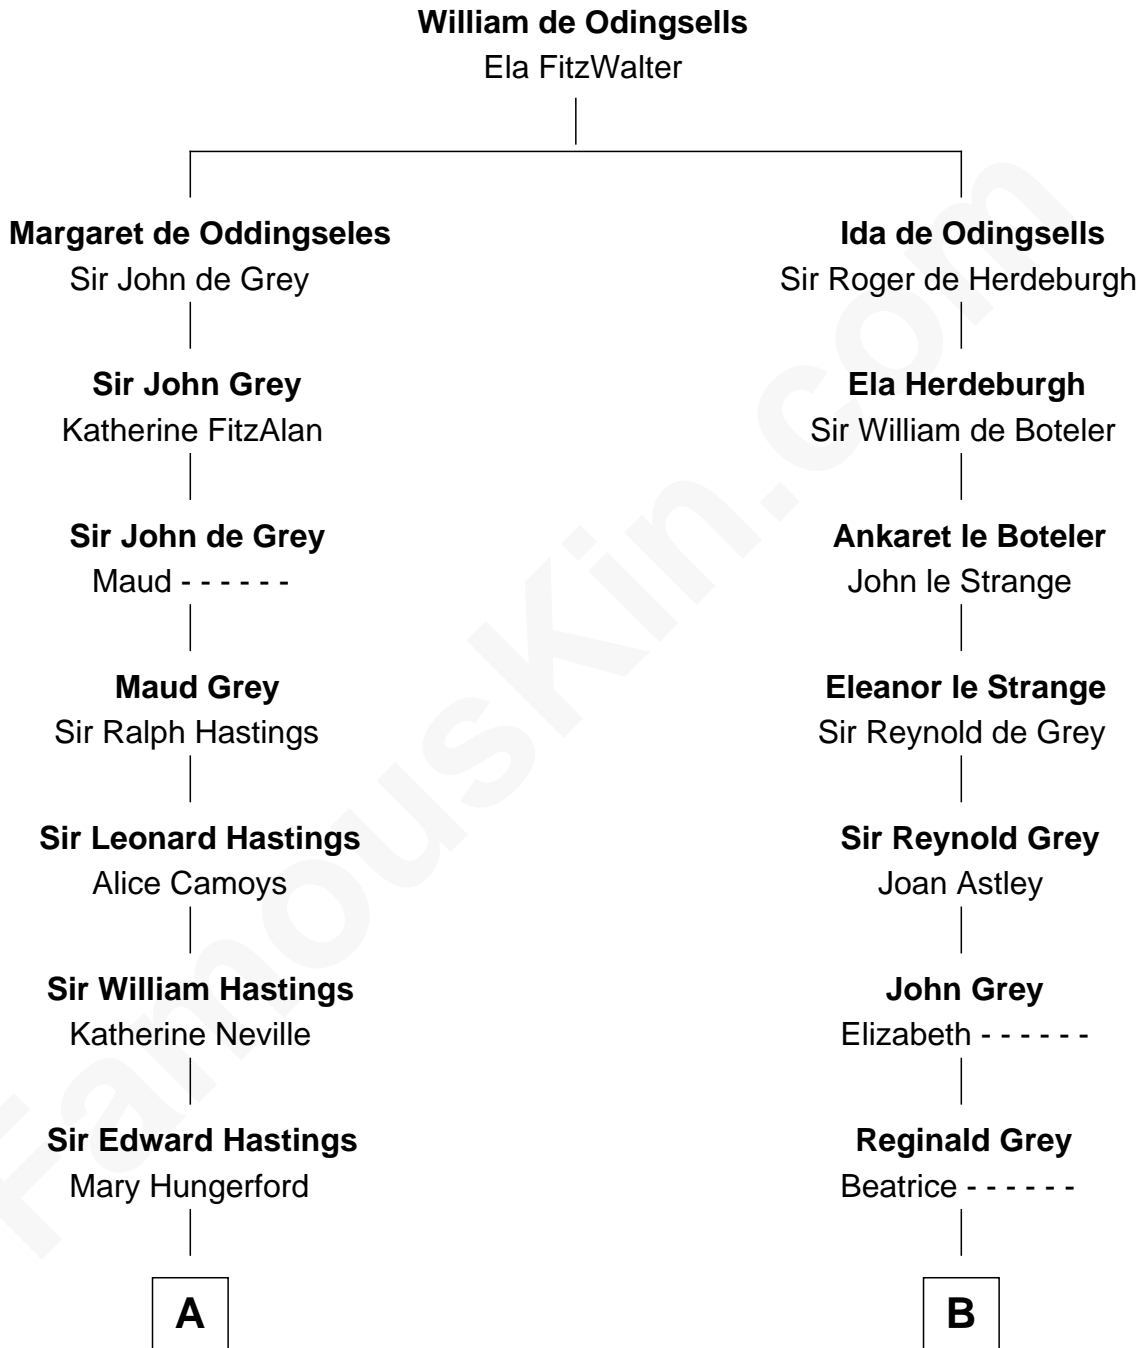 William de Odingsells
Ela FitzWalter
Margaret de Oddingseles
Sir John de Grey
Ida de Odingsells
Sir Roger de Herdeburgh
Sir John Grey
Katherine FitzAlan
Ela Herdeburgh
Sir William de Boteler
Sir John de Grey
Maud - - - - - -
Ankaret le Boteler
John le Strange
Maud Grey
Sir Ralph Hastings
Eleanor le Strange
Sir Reynold de Grey
Sir Leonard Hastings
Alice Camoys
Sir Reynold Grey
Joan Astley
Sir William Hastings
Katherine Neville
John Grey
Elizabeth - - - - - -
Sir Edward Hastings
Mary Hungerford
Reginald Grey
Beatrice - - - - - -
A
B
FamousKin.com